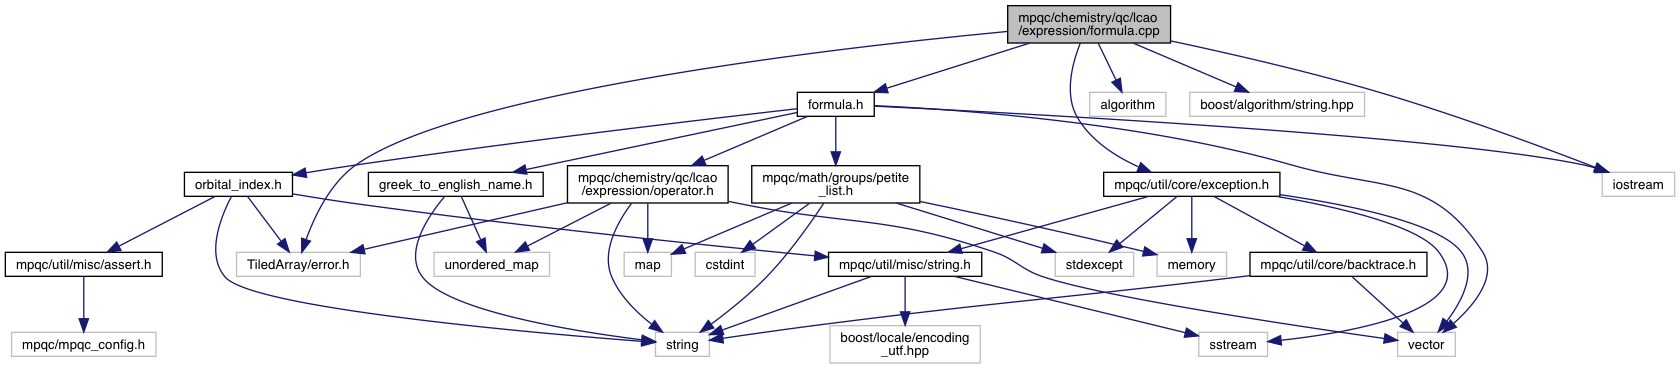 mpqc/chemistry/qc/lcao
/expression/formula.cpp
formula.h
algorithm
boost/algorithm/string.hpp
orbital_index.h
greek_to_english_name.h
mpqc/chemistry/qc/lcao
/expression/operator.h
mpqc/math/groups/petite
_list.h
mpqc/util/core/exception.h
iostream
mpqc/util/misc/assert.h
TiledArray/error.h
unordered_map
map
cstdint
mpqc/util/misc/string.h
stdexcept
memory
mpqc/util/core/backtrace.h
mpqc/mpqc_config.h
string
boost/locale/encoding
_utf.hpp
sstream
vector